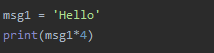 msg1 = 'Hello'
print(msg1*4)